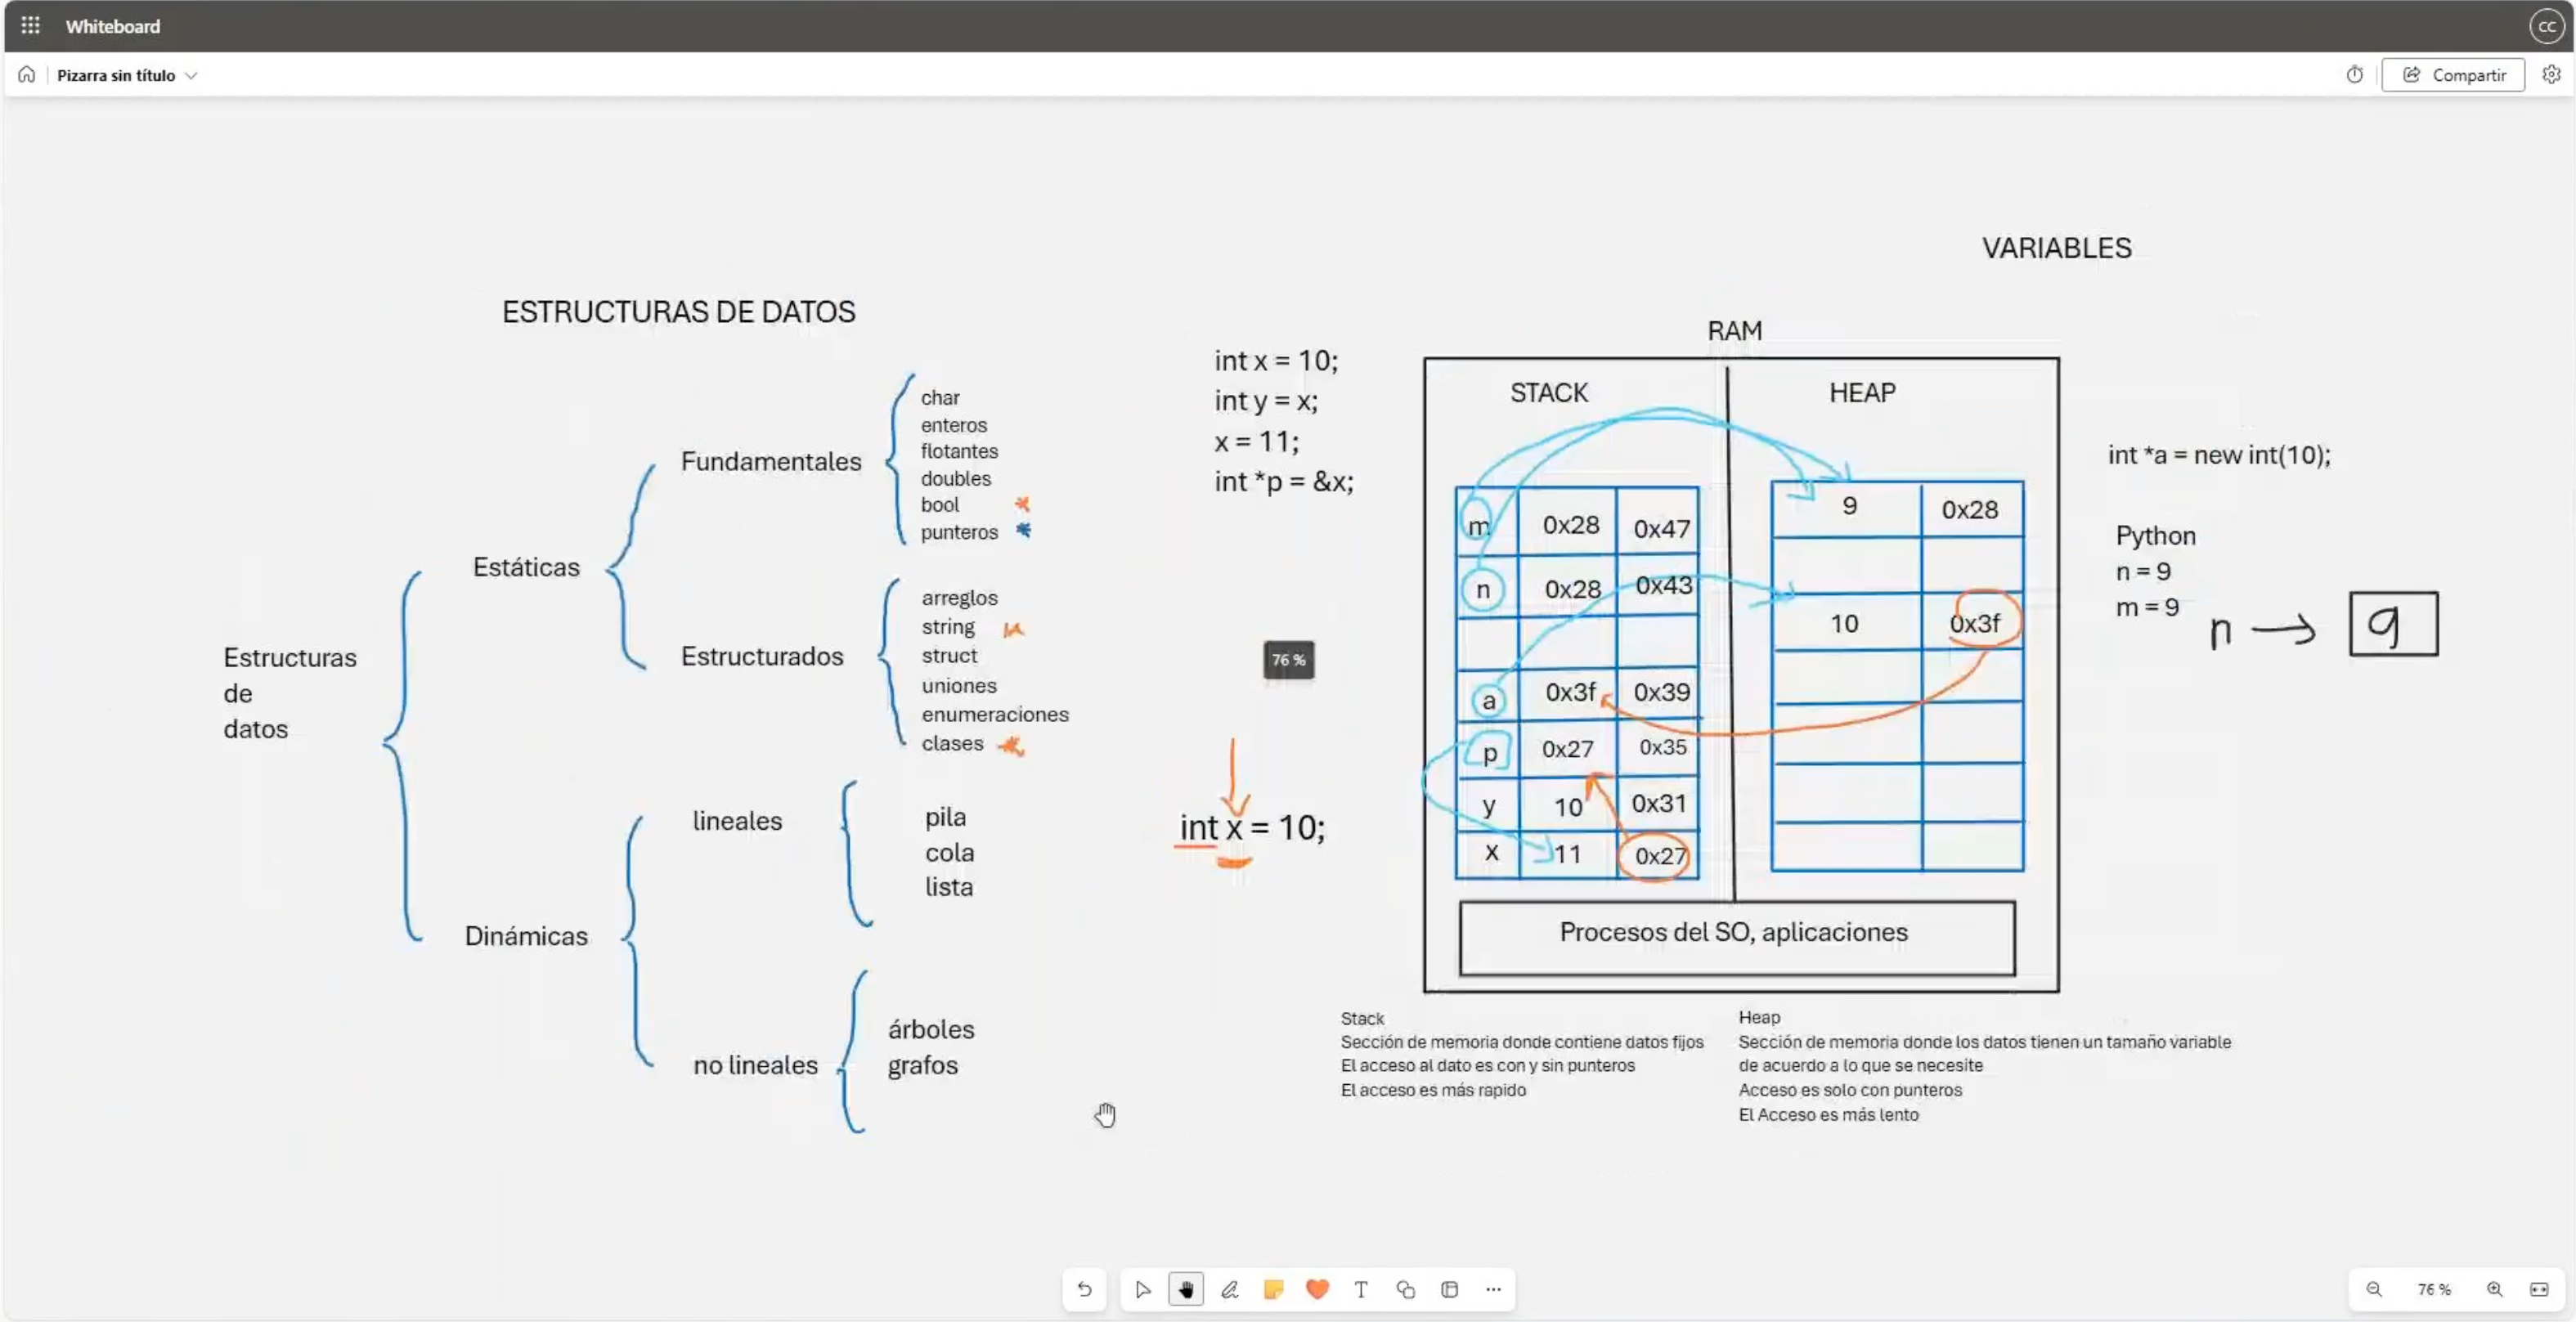 Whiteboard
CC
Pizarra sin título
Compartir
VARIABLES
ESTRUCTURAS DE DATOS
Estructuras
de
datos
Estáticas
Fundamentales
char
enteros
flotantes
doubles
bool
punteros
Estructurados
arreglos
string
struct
uniones
enumeraciones
clases
Dinámicas
lineales
pila
cola
lista
no lineales
árboles
grafos
int x = 10;
int y = x;
x = 11;
int *p = &x;
76 %
int x = 10;
RAM
STACK
m 0x28 0x47
n 0x28 0x43
a 0x3f 0x39
p 0x27 0x35
y 10 0x31
x 11 0x27
HEAP
9 0x28
10 0x3f
Procesos del SO, aplicaciones
int *a = new int(10);
Python
n = 9
m = 9
n → 9
Stack
Sección de memoria donde contiene datos fijos
El acceso al dato es con y sin punteros
El acceso es más rapido
Heap
Sección de memoria donde los datos tienen un tamaño variable
de acuerdo a lo que se necesite
Acceso es solo con punteros
El Acceso es más lento
76 %